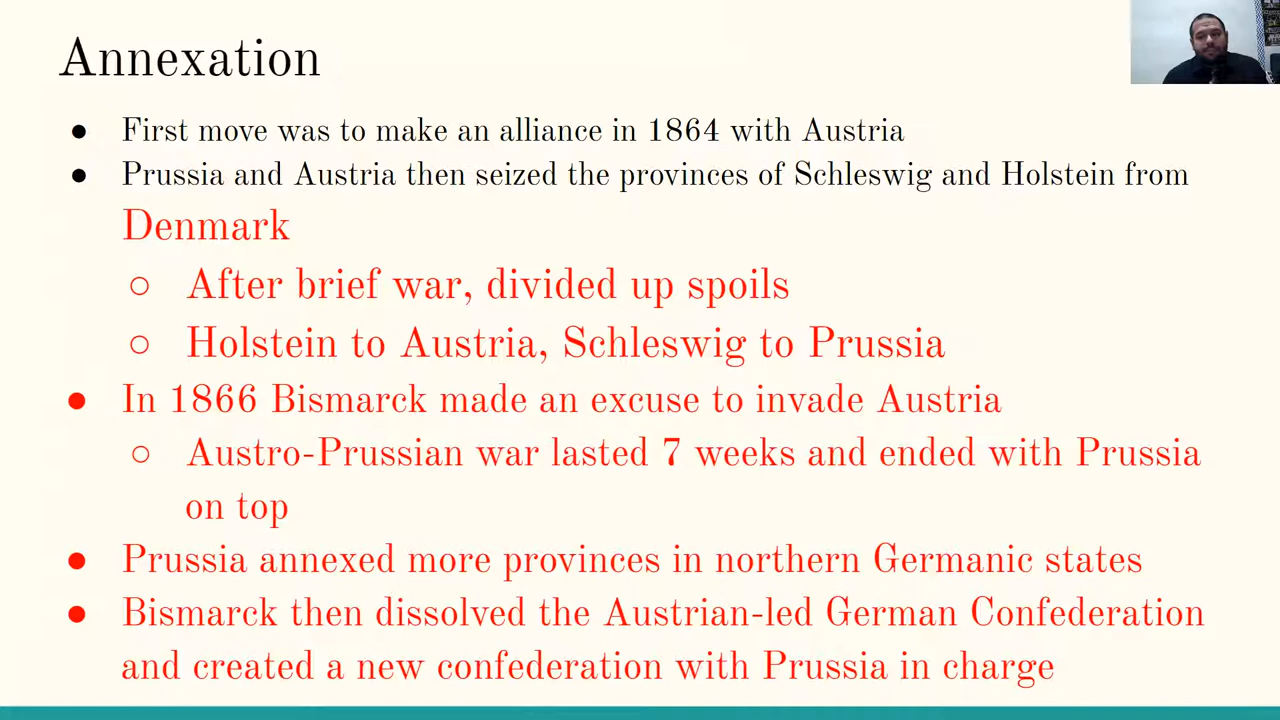 Annexation
● First move was to make an alliance in 1864 with Austria
● Prussia and Austria then seized the provinces of Schleswig and Holstein from
Denmark
○ After brief war, divided up spoils
○ Holstein to Austria, Schleswig to Prussia
● In 1866 Bismarck made an excuse to invade Austria
○ Austro-Prussian war lasted 7 weeks and ended with Prussia
on top
● Prussia annexed more provinces in northern Germanic states
● Bismarck then dissolved the Austrian-led German Confederation
and created a new confederation with Prussia in charge